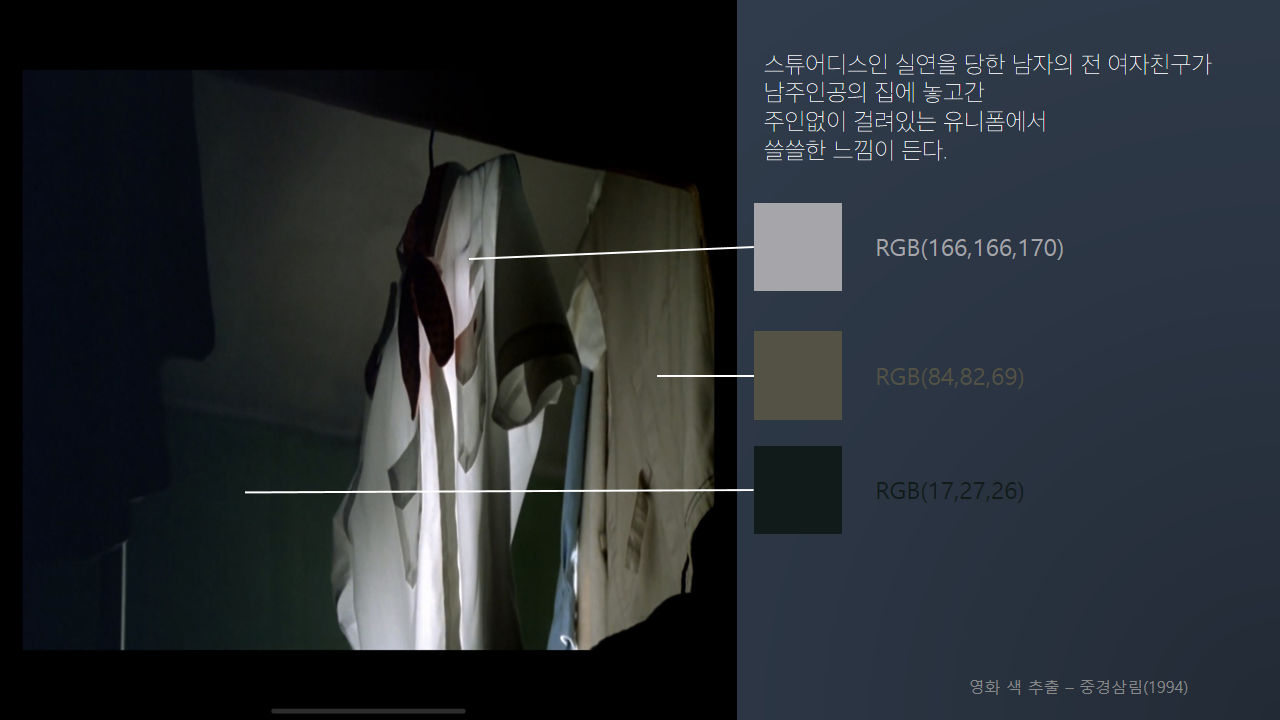 스튜어디스인 실연을 당한 남자의 전 여자친구가
남주인공의 집에 놓고간
주인없이 걸려있는 유니폼에서
쓸쓸한 느낌이 든다.
RGB(166,166,170)
RGB(84,82,69)
RGB(17,27,26)
영화 색 추출 – 중경삼림(1994)